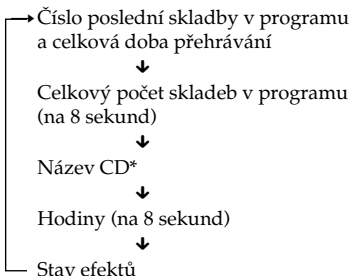 Číslo poslední skladby v programu
a celková doba přehrávání
Celkový počet skladeb v programu
(na 8 sekund)
Název CD*
Hodiny (na 8 sekund)
Stav efektů